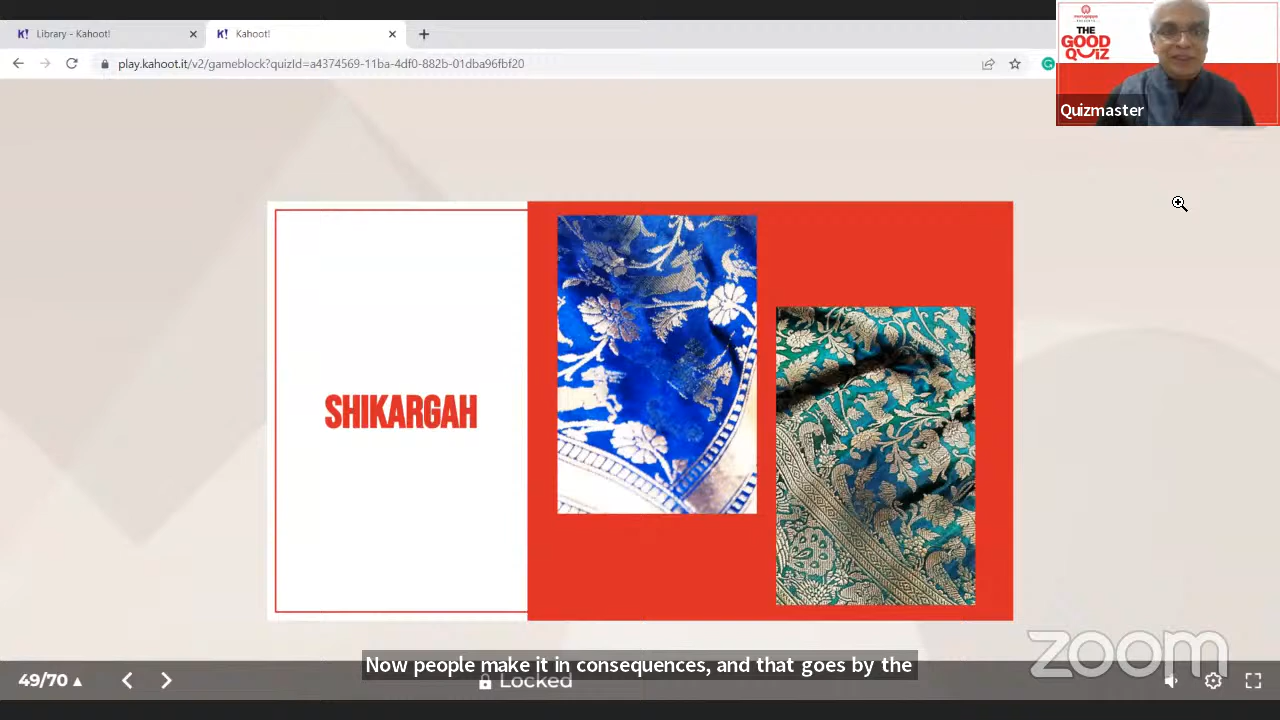 Library - Kahoot!
Kahoot!
play.kahoot.it/v2/gameblock?quizId=a4374569-11ba-4df0-882b-01dba96fbf20
PRESENTS
THE
GOOD
QUIZ
Quizmaster
SHIKARGAH
Now people make it in consequences, and that goes by the
49/70
Locked
zoom